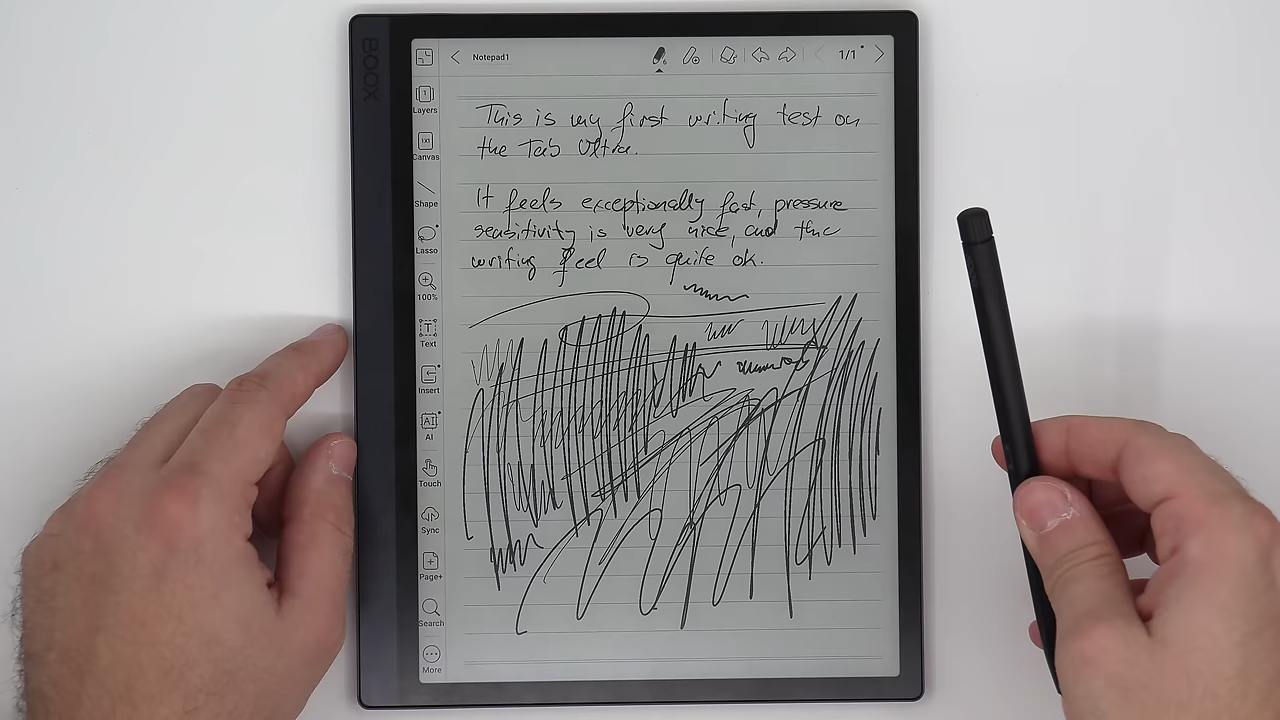 BOOX
Notepad1
1/1
Layers
1X1
Canvas
Shape
Lasso
100%
T
Text
Insert
AI
AI
Touch
Sync
Page+
Search
More
This is my first writing test on
the Tab Ultra.
It feels exceptionally fast, pressure
sensitivity is very nice, and the
writing feel is quite ok.